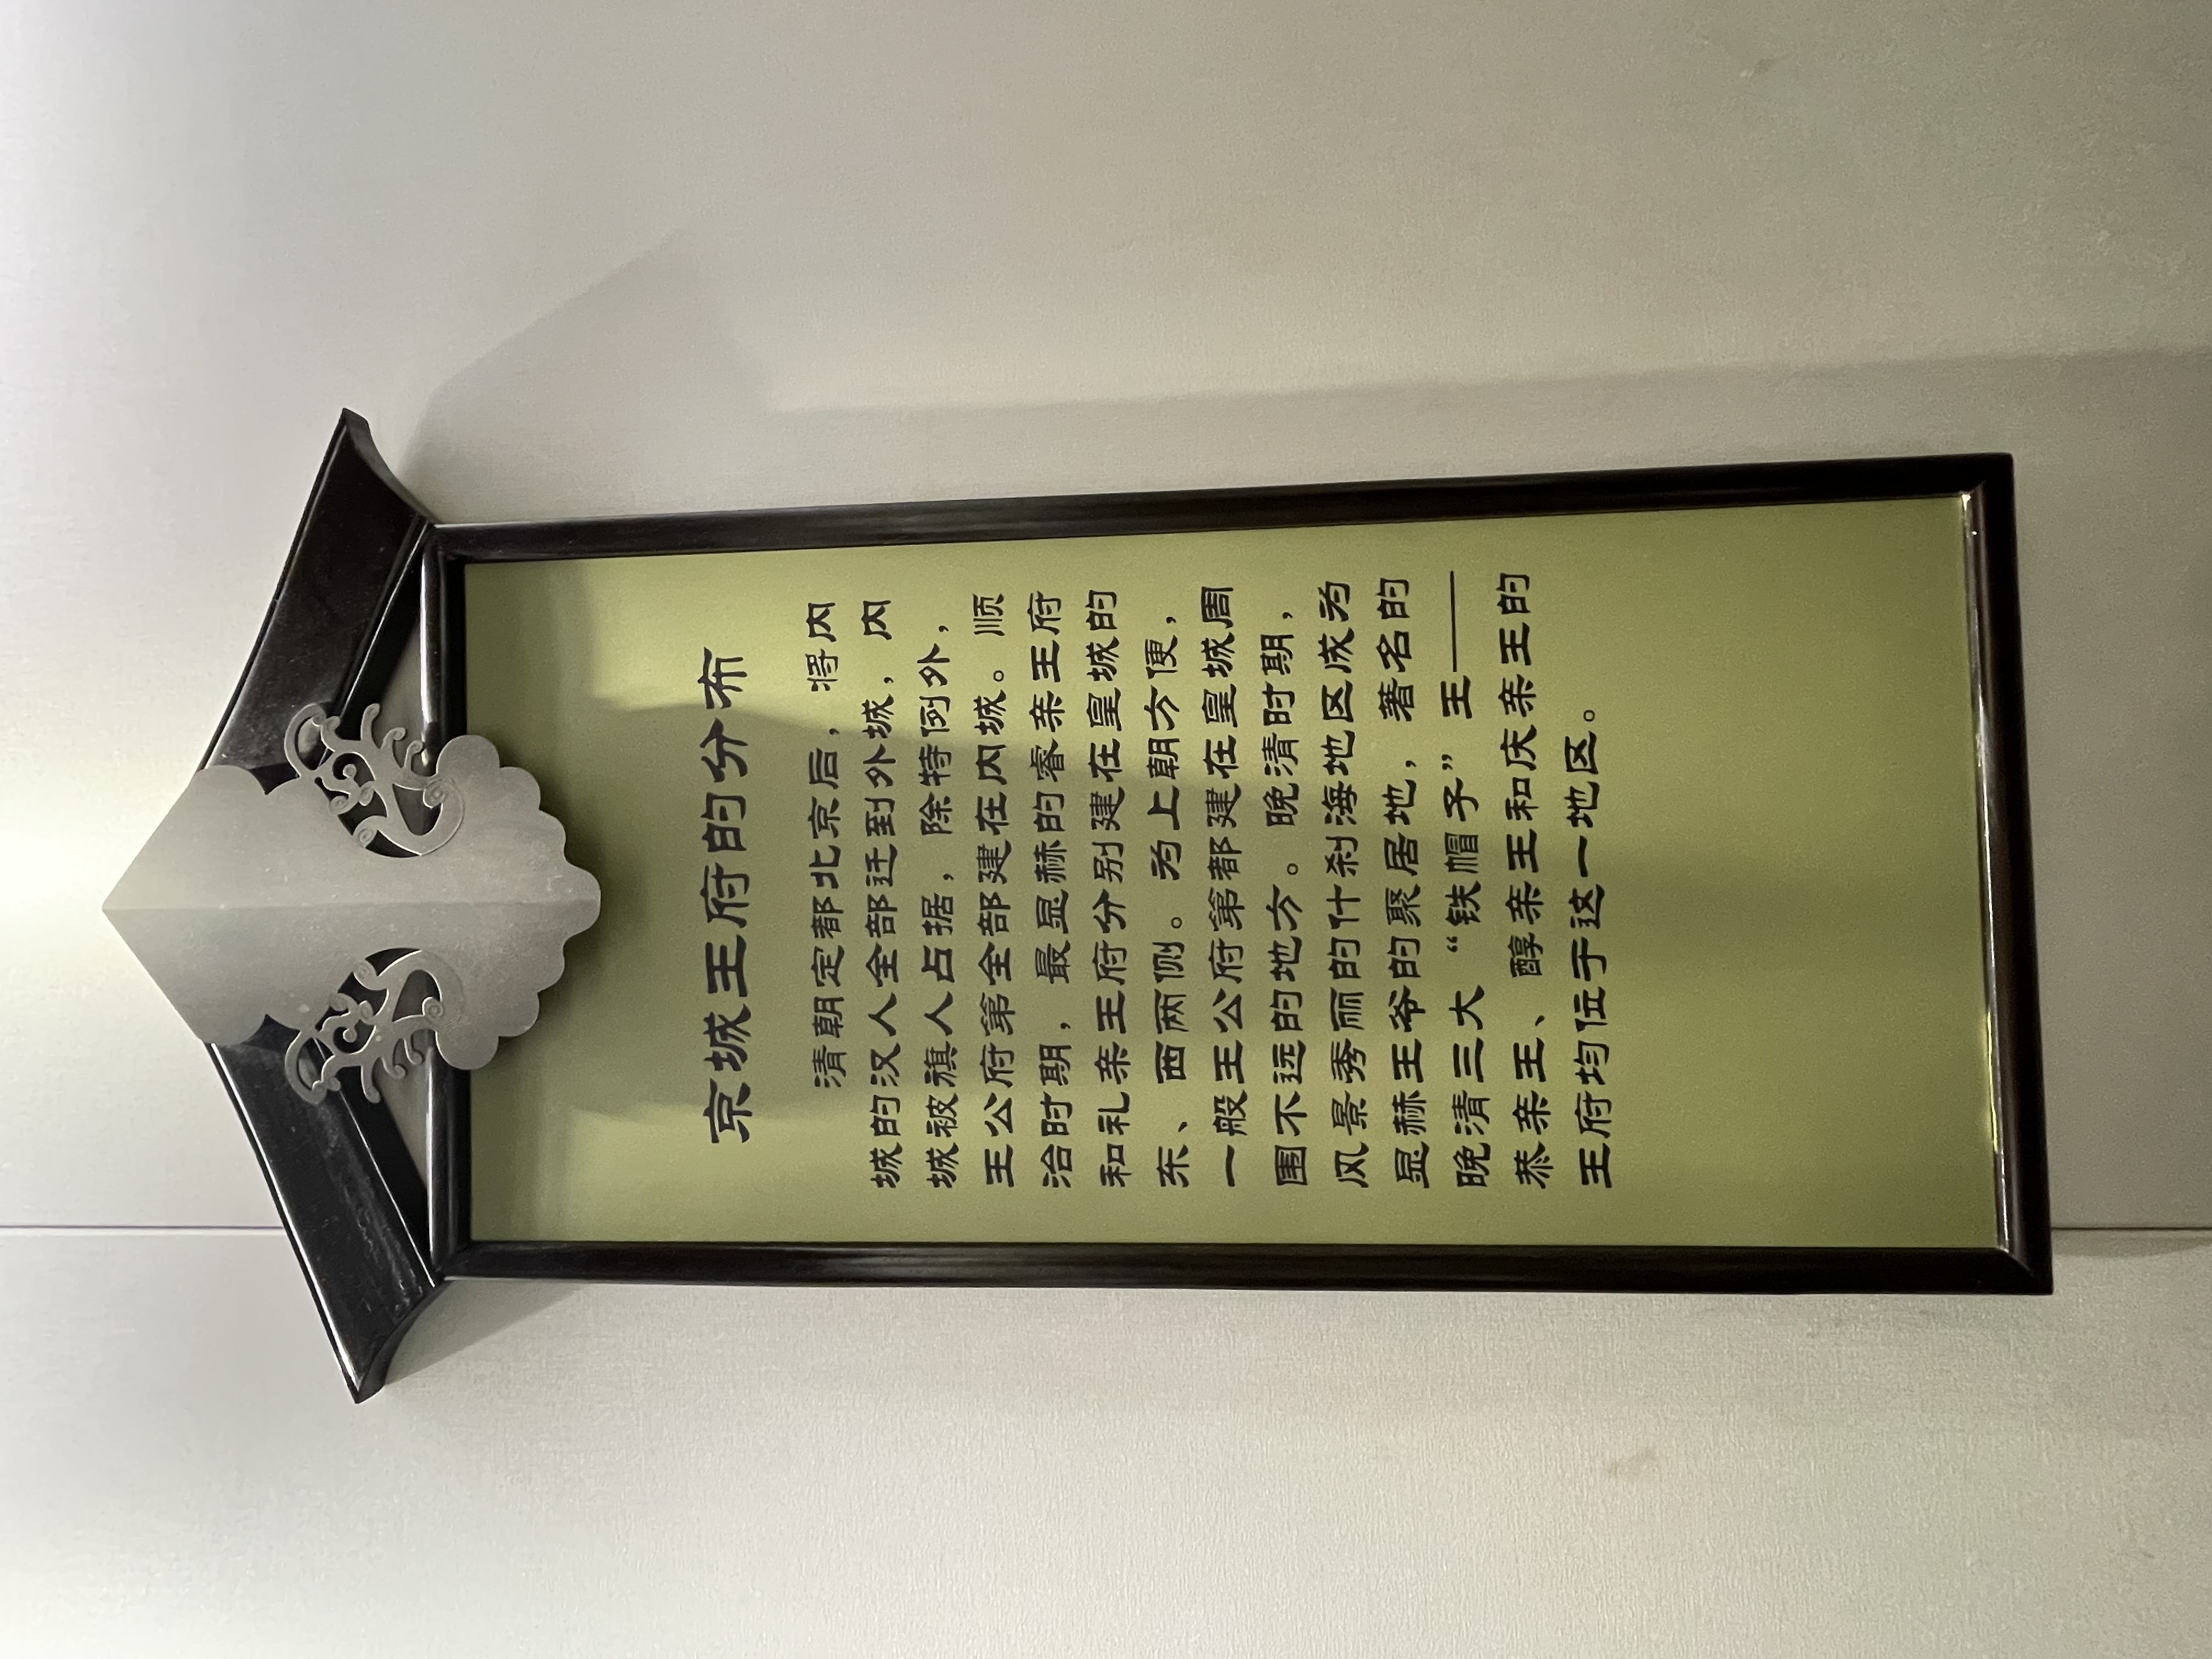 京城王府的分布
清朝定都北京后，将内
城的汉人全部迁到外城，内
城被旗人占据，除特例外，
王公府第全部建在内城。顺
治时期，最显赫的睿亲王府
和礼亲王府分别建在皇城的
东、西两侧。为上朝方便，
一般王公府第都建在皇城周
围不远的地方。晚清时期，
风景秀丽的什刹海地区成为
显赫王爷的聚居地，著名的
晚清三大“铁帽子”王——
恭亲王、醇亲王和庆亲王的
王府均位于这一地区。